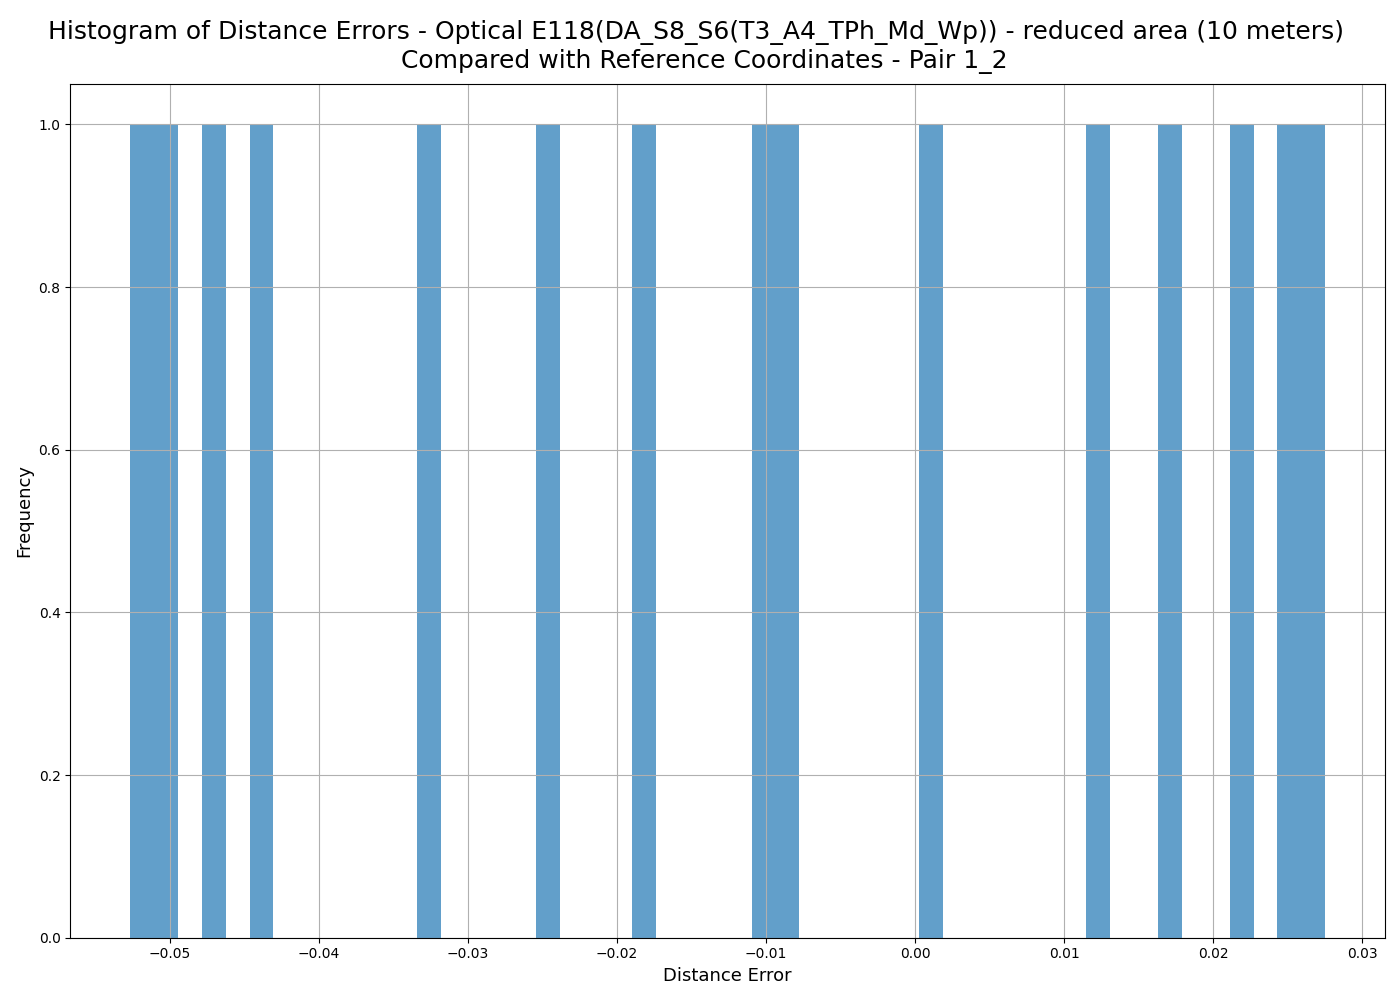 Histogram of Distance Errors - Optical E118(DA_S8_S6(T3_A4_TPh_Md_Wp)) - reduced area (10 meters)
Compared with Reference Coordinates - Pair 1_2
1.0
0.8
0.6
0.4
0.2
0.0
Frequency
−0.05 −0.04 −0.03 −0.02 −0.01 0.00 0.01 0.02 0.03
Distance Error